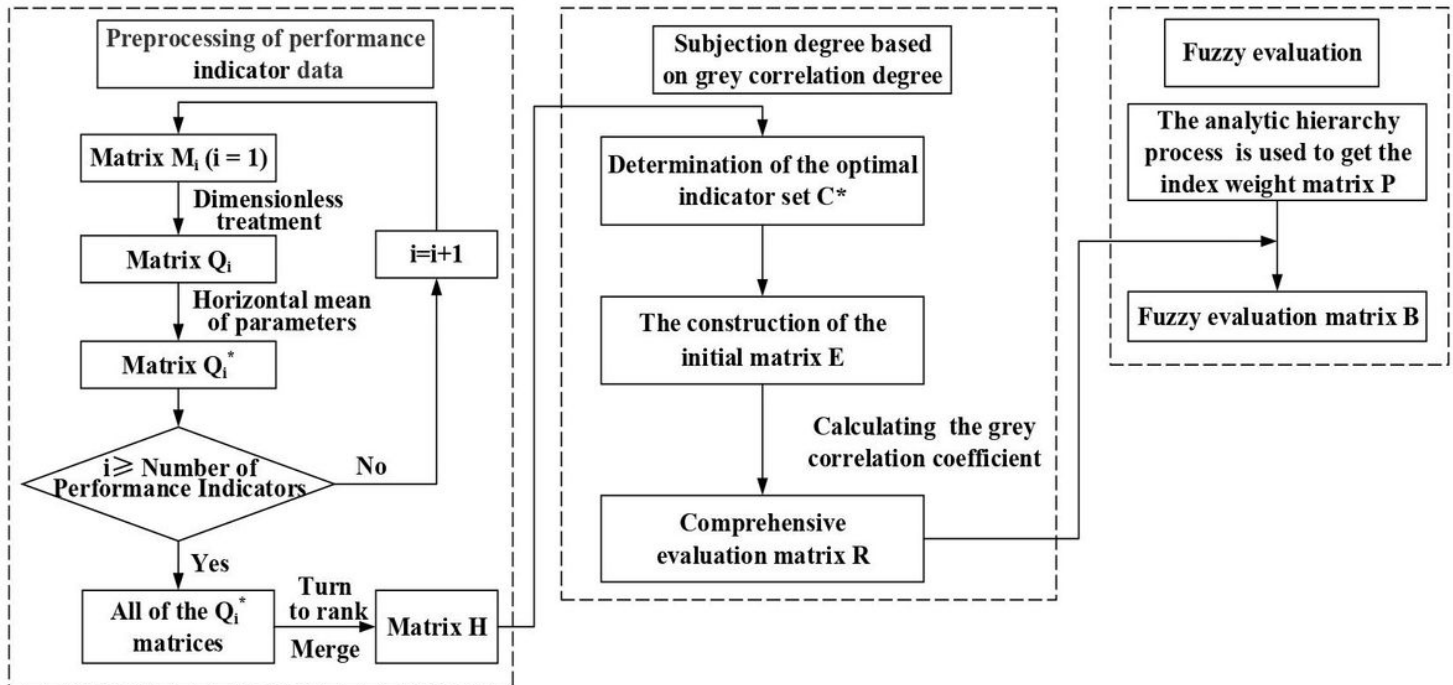 Preprocessing of performance
indicator data
Matrix Mᵢ (i = 1)
Dimensionless
treatment
Matrix Qᵢ
i=i+1
Horizontal mean
of parameters
Matrix Qᵢ*
i ≥ Number of
Performance Indicators
No
Yes
All of the Qᵢ*
matrices
Turn
to rank
Merge
Matrix H
Subjection degree based
on grey correlation degree
Determination of the optimal
indicator set C*
The construction of the
initial matrix E
Calculating the grey
correlation coefficient
Comprehensive
evaluation matrix R
Fuzzy evaluation
The analytic hierarchy
process is used to get the
index weight matrix P
Fuzzy evaluation matrix B